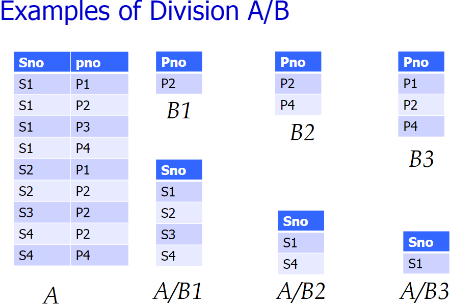 Examples of Division A/B
Sno pno
S1 P1
S1 P2
S1 P3
S1 P4
S2 P1
S2 P2
S3 P2
S4 P2
S4 P4
A
Pno
P2
B1
Sno
S1
S2
S3
S4
A/B1
Pno
P2
P4
B2
Sno
S1
S4
A/B2
Pno
P1
P2
P4
B3
Sno
S1
A/B3